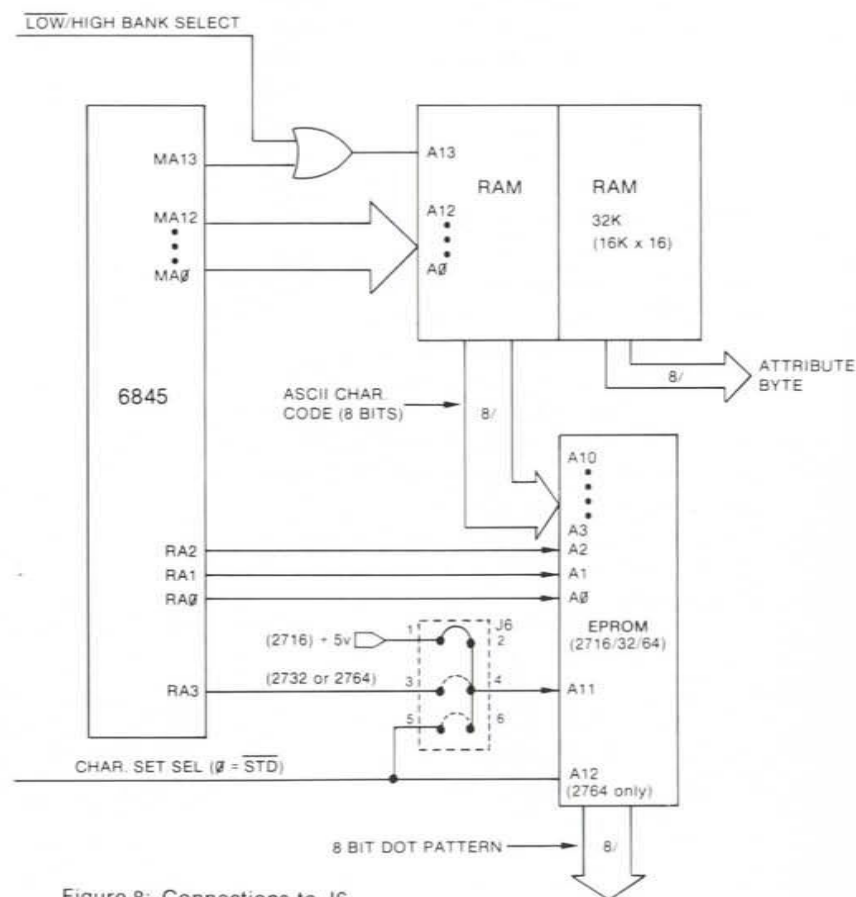 LOW/HIGH BANK SELECT
MA13
MA12
MAØ
6845
RA2
RA1
RAØ
RA3
A13
A12
AØ
RAM
RAM
32K
(16K x 16)
8/
ATTRIBUTE
BYTE
ASCII CHAR.
CODE (8 BITS)
8/
A10
A3
A2
A1
AØ
EPROM
(2716/32/64)
A11
A12
(2764 only)
(2716) + 5v
1
J6
2
(2732 or 2764)
3
4
5
6
CHAR. SET SEL (Ø = STD)
8 BIT DOT PATTERN
8/
Figure 8: Connections to J6